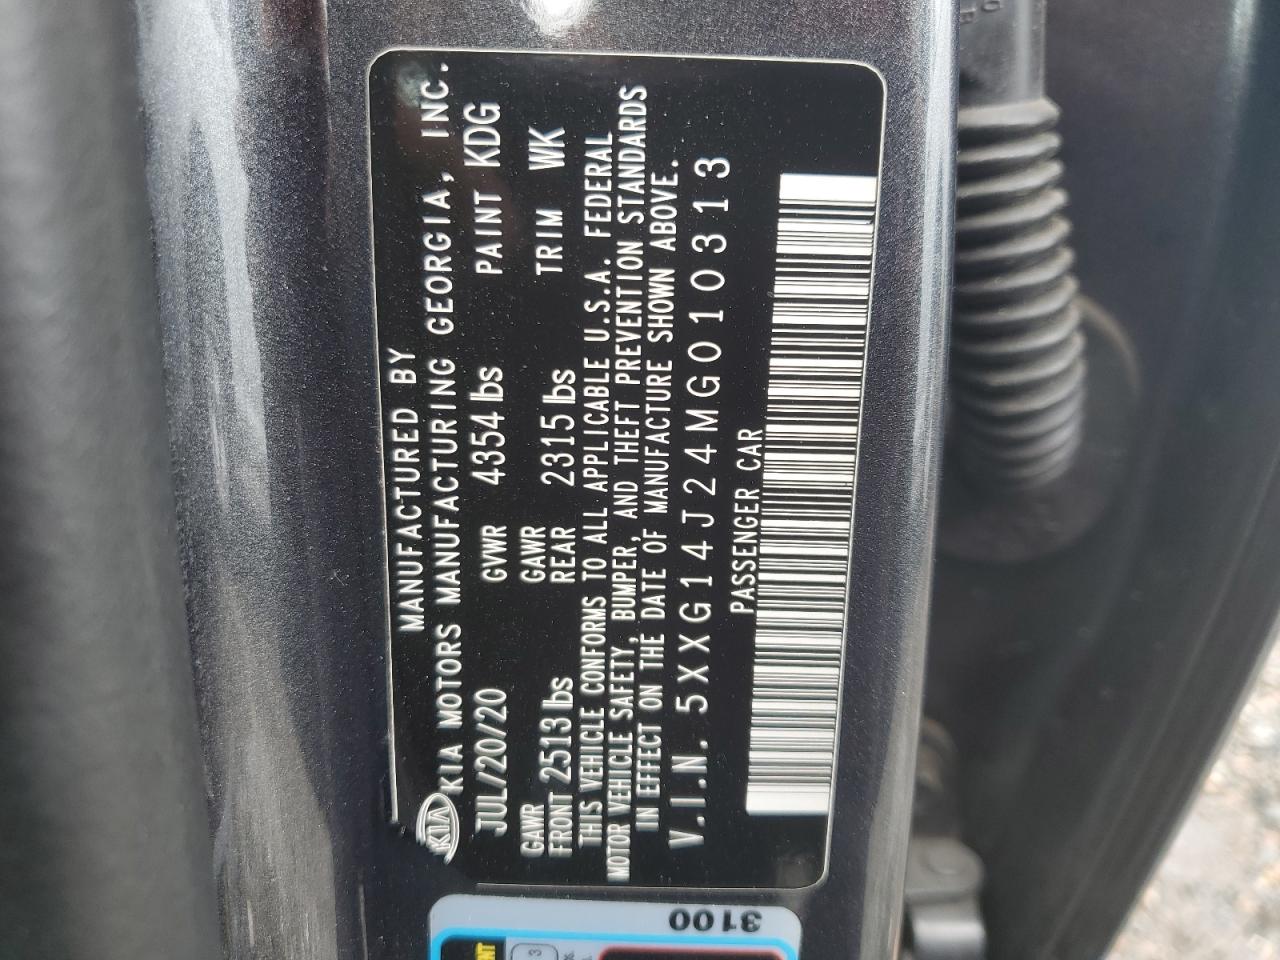 MANUFACTURED BY
KIA KIA MOTORS MANUFACTURING GEORGIA, INC.
JUL/20/20 GVWR 4354 lbs PAINT KDG
GAWR FRONT 2513 lbs GAWR REAR 2315 lbs TRIM WK
THIS VEHICLE CONFORMS TO ALL APPLICABLE U.S.A. FEDERAL
MOTOR VEHICLE SAFETY, BUMPER, AND THEFT PREVENTION STANDARDS
IN EFFECT ON THE DATE OF MANUFACTURE SHOWN ABOVE.
V.I.N. 5XXG14J24MG010313
PASSENGER CAR
3100
3